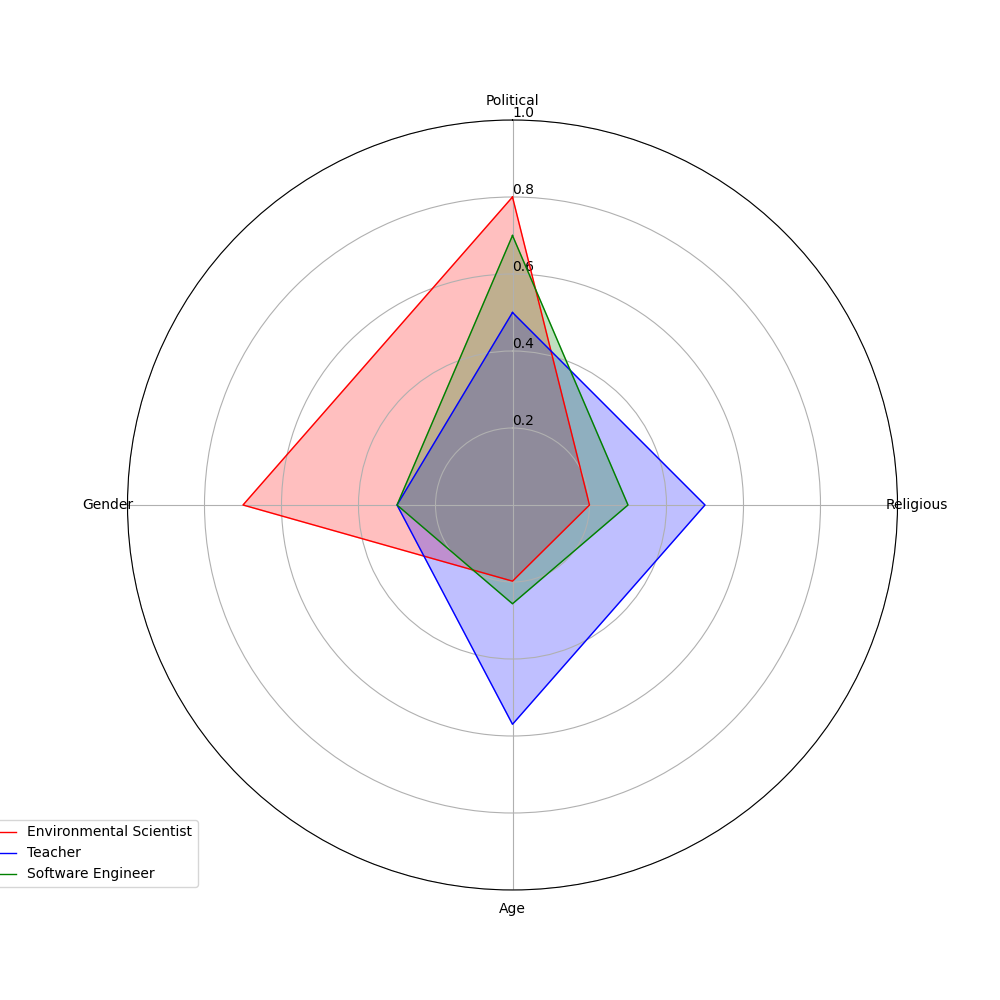 Political
1.0
0.8
0.6
0.4
0.2
Gender
Religious
Environmental Scientist
Teacher
Software Engineer
Age